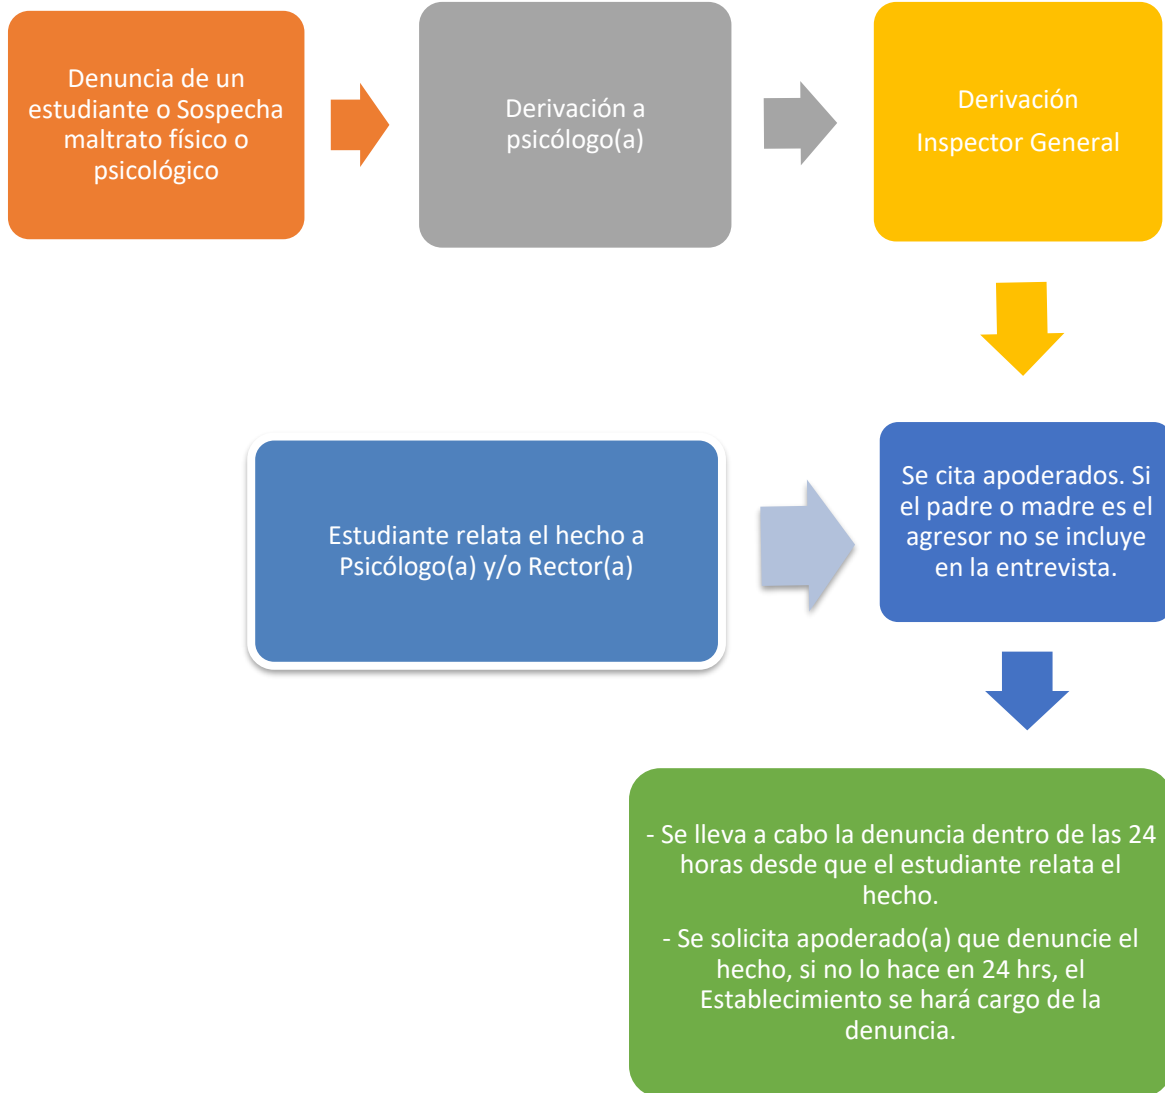 Denuncia de un
estudiante o Sospecha
maltrato físico o
psicológico
Derivación a
psicólogo(a)
Derivación
Inspector General
Estudiante relata el hecho a
Psicólogo(a) y/o Rector(a)
Se cita apoderados. Si
el padre o madre es el
agresor no se incluye
en la entrevista.
- Se lleva a cabo la denuncia dentro de las 24
horas desde que el estudiante relata el
hecho.
- Se solicita apoderado(a) que denuncie el
hecho, si no lo hace en 24 hrs, el
Establecimiento se hará cargo de la
denuncia.